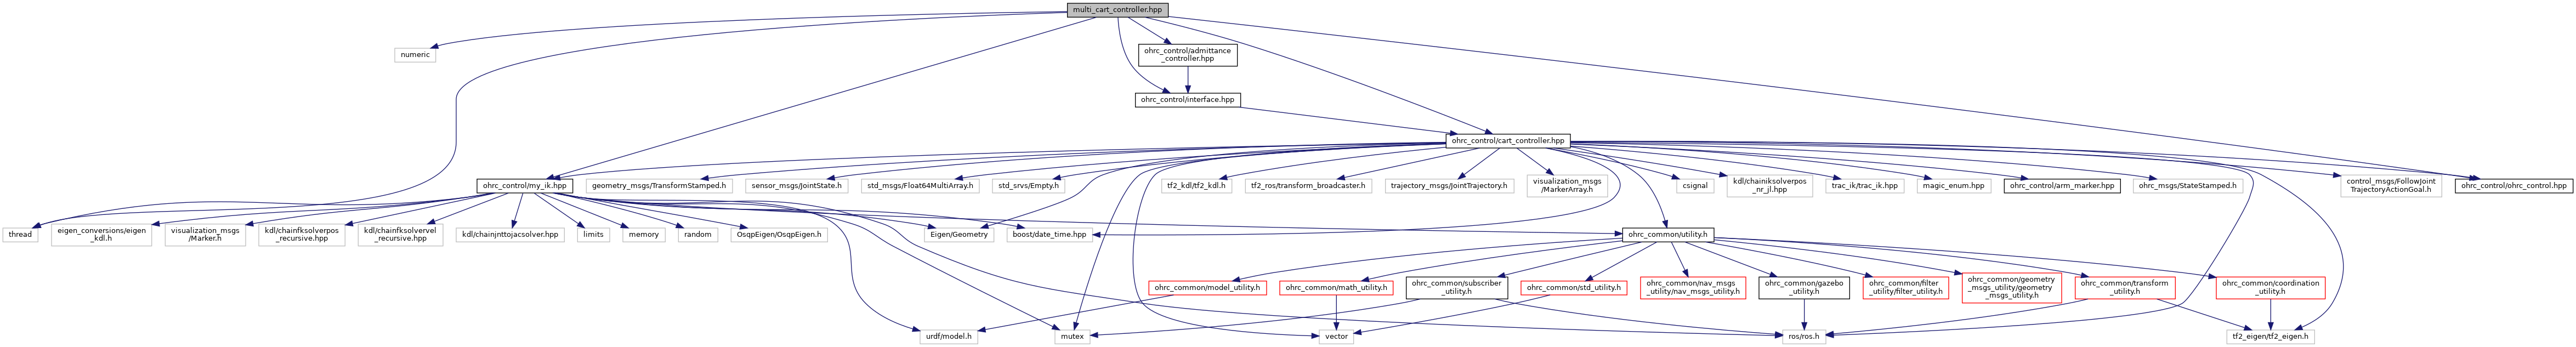 multi_cart_controller.hpp
numeric
ohrc_control/admittance
_controller.hpp
ohrc_control/interface.hpp
ohrc_control/cart_controller.hpp
ohrc_control/my_ik.hpp
geometry_msgs/TransformStamped.h
sensor_msgs/JointState.h
std_msgs/Float64MultiArray.h
std_srvs/Empty.h
tf2_kdl/tf2_kdl.h
tf2_ros/transform_broadcaster.h
trajectory_msgs/JointTrajectory.h
visualization_msgs
/MarkerArray.h
csignal
kdl/chainiksolverpos
_nr_jl.hpp
trac_ik/trac_ik.hpp
magic_enum.hpp
ohrc_control/arm_marker.hpp
ohrc_msgs/StateStamped.h
control_msgs/FollowJoint
TrajectoryActionGoal.h
ohrc_control/ohrc_control.hpp
thread
eigen_conversions/eigen
_kdl.h
visualization_msgs
/Marker.h
kdl/chainfksolverpos
_recursive.hpp
kdl/chainfksolvervel
_recursive.hpp
kdl/chainjnttojacsolver.hpp
limits
memory
random
OsqpEigen/OsqpEigen.h
Eigen/Geometry
boost/date_time.hpp
ohrc_common/utility.h
ohrc_common/model_utility.h
ohrc_common/math_utility.h
ohrc_common/subscriber
_utility.h
ohrc_common/std_utility.h
ohrc_common/nav_msgs
_utility/nav_msgs_utility.h
ohrc_common/gazebo
_utility.h
ohrc_common/filter
_utility/filter_utility.h
ohrc_common/geometry
_msgs_utility/geometry
_msgs_utility.h
ohrc_common/transform
_utility.h
ohrc_common/coordination
_utility.h
urdf/model.h
mutex
vector
ros/ros.h
tf2_eigen/tf2_eigen.h